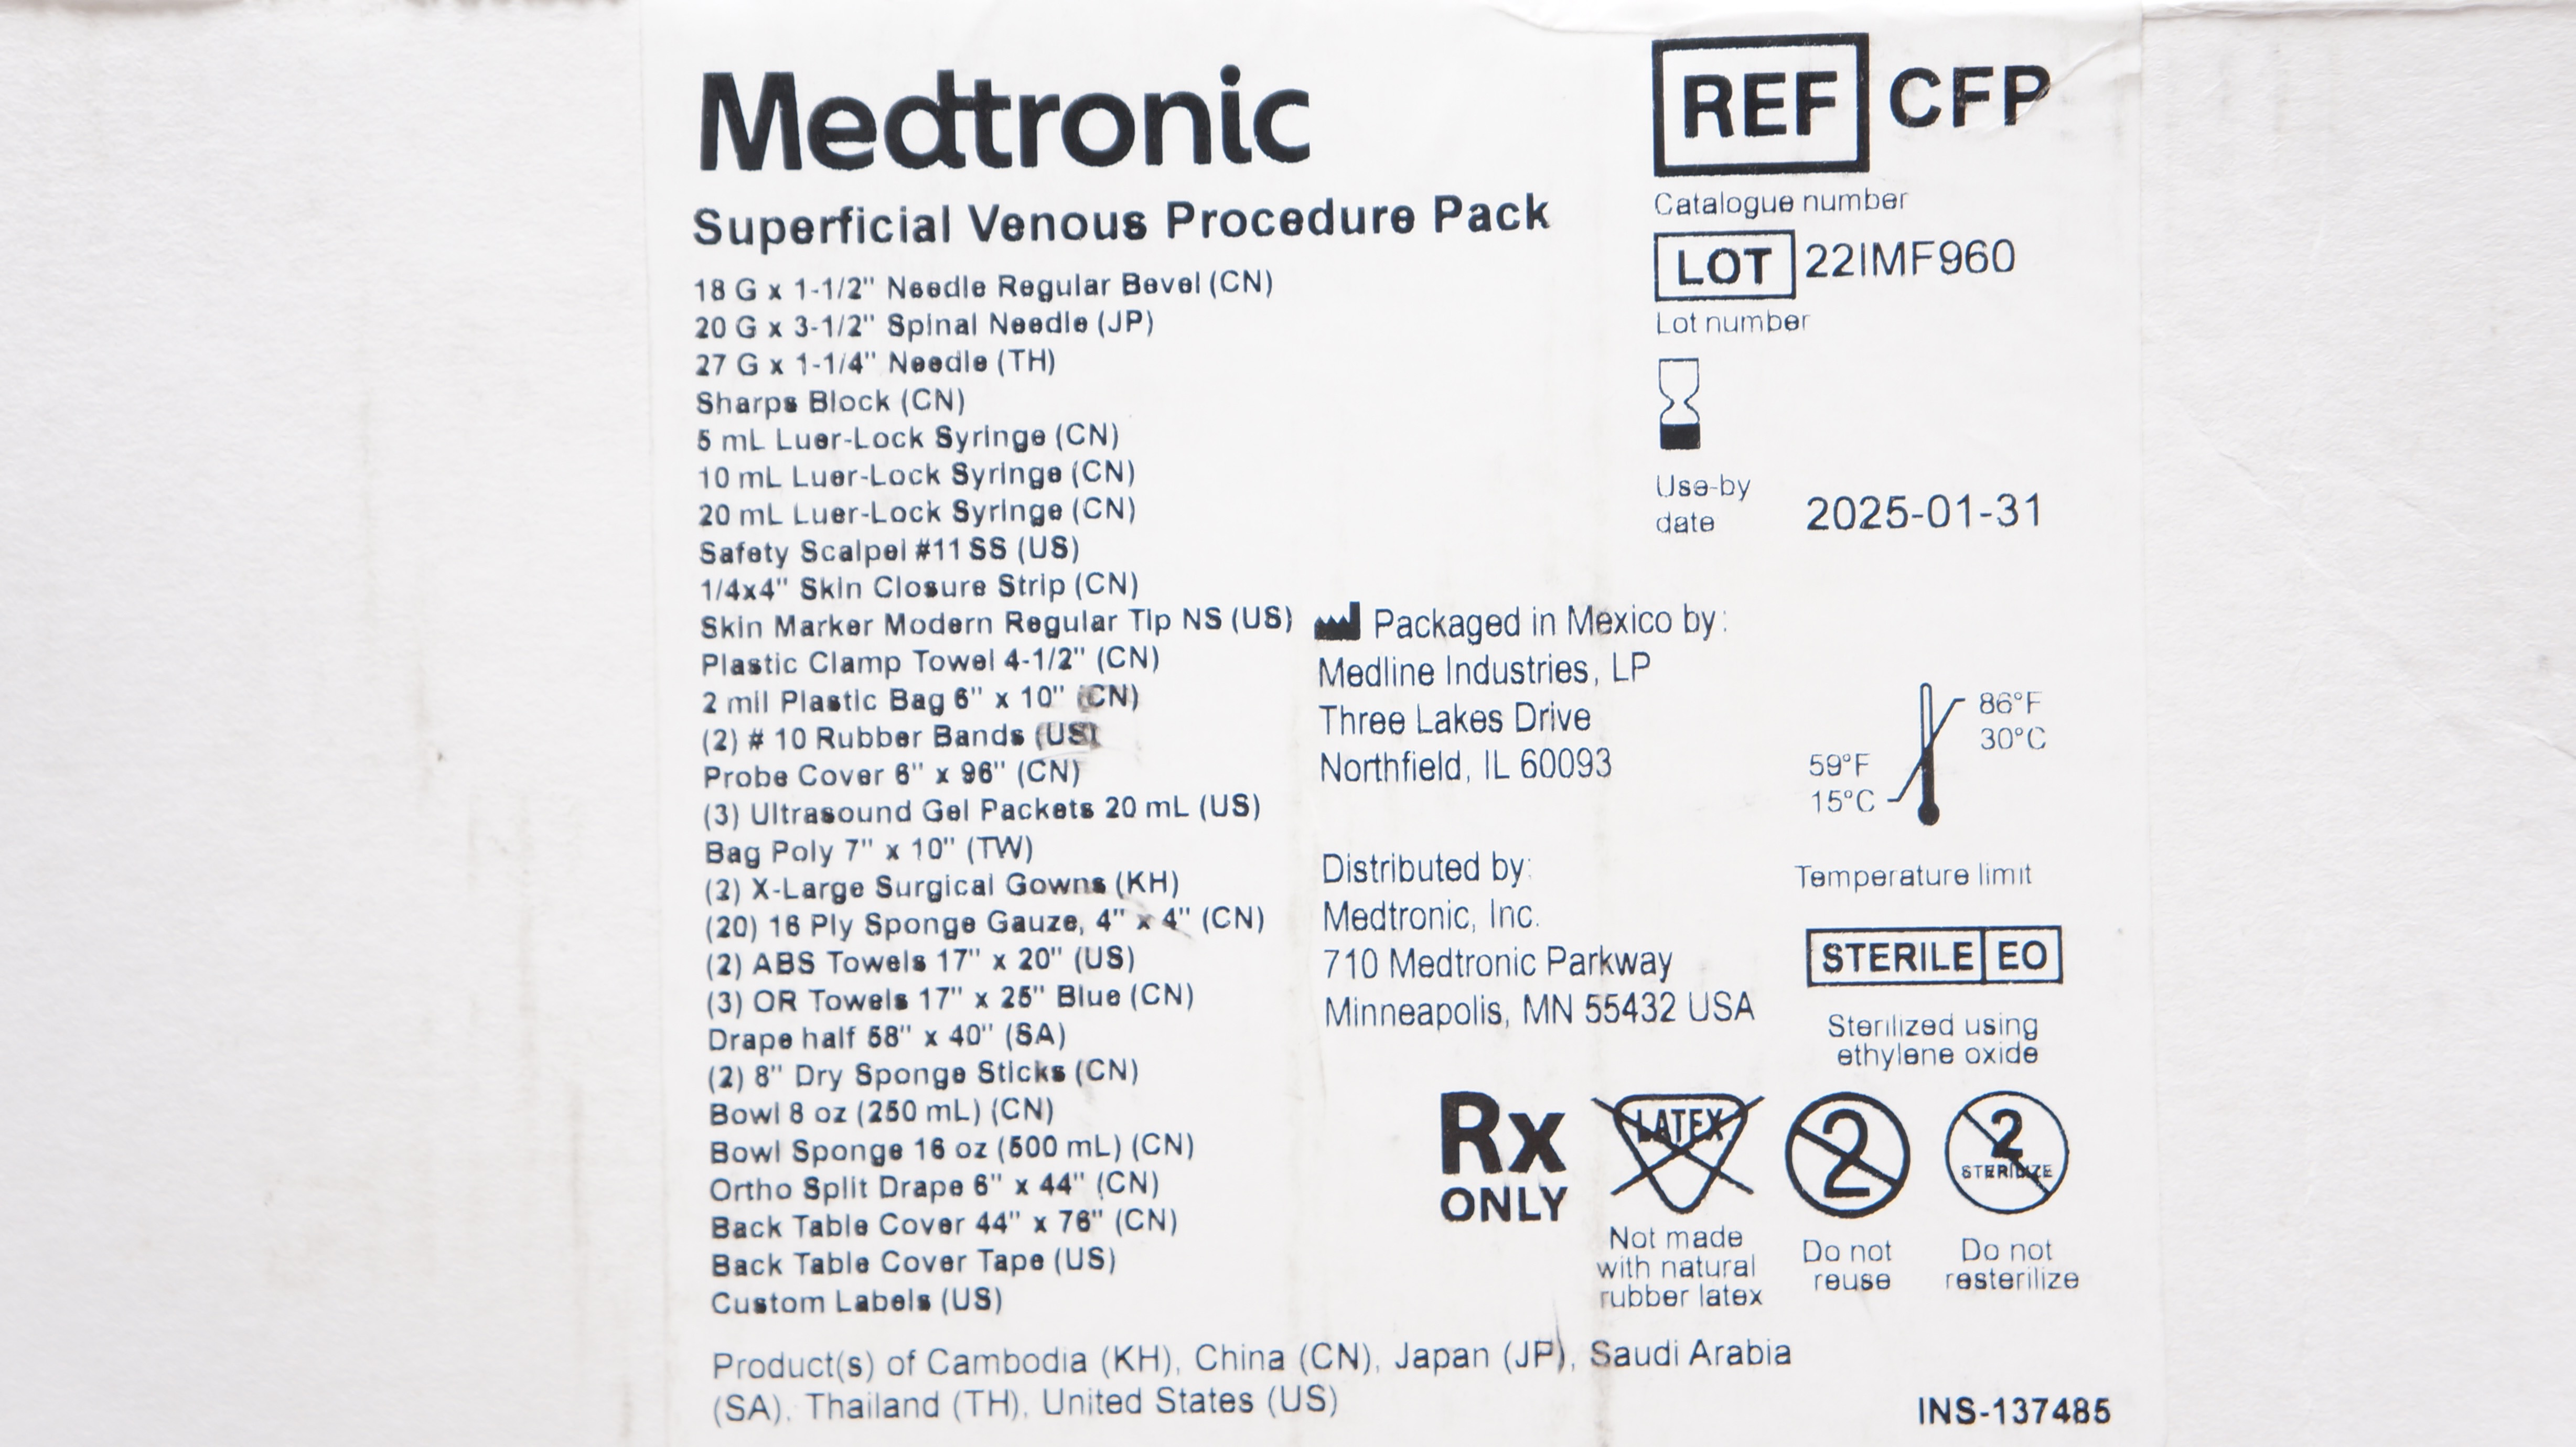 Medtronic
Superficial Venous Procedure Pack
18 G x 1-1/2" Needle Regular Bevel (CN)
20 G x 3-1/2" Spinal Needle (JP)
27 G x 1-1/4" Needle (TH)
Sharps Block (CN)
5 mL Luer-Lock Syringe (CN)
10 mL Luer-Lock Syringe (CN)
20 mL Luer-Lock Syringe (CN)
Safety Scalpel #11 SS (US)
1/4x4" Skin Closure Strip (CN)
Skin Marker Modern Regular Tip NS (US)
Plastic Clamp Towel 4-1/2" (CN)
2 mil Plastic Bag 6" x 10" (CN)
(2) # 10 Rubber Bands (US)
Probe Cover 6" x 96" (CN)
(3) Ultrasound Gel Packets 20 mL (US)
Bag Poly 7" x 10" (TW)
(2) X-Large Surgical Gowns (KH)
(20) 16 Ply Sponge Gauze, 4" x 4" (CN)
(2) ABS Towels 17" x 20" (US)
(3) OR Towels 17" x 25" Blue (CN)
Drape half 58" x 40" (SA)
(2) 8" Dry Sponge Sticks (CN)
Bowl 8 oz (250 mL) (CN)
Bowl Sponge 16 oz (500 mL) (CN)
Ortho Split Drape 6" x 44" (CN)
Back Table Cover 44" x 76" (CN)
Back Table Cover Tape (US)
Custom Labels (US)
Product(s) of Cambodia (KH), China (CN), Japan (JP), Saudi Arabia
(SA), Thailand (TH), United States (US)
REF CFP
Catalogue number
LOT 22IMF960
Lot number
Use-by
date 2025-01-31
Packaged in Mexico by:
Medline Industries, LP
Three Lakes Drive
Northfield, IL 60093
Distributed by:
Medtronic, Inc.
710 Medtronic Parkway
Minneapolis, MN 55432 USA
86°F
30°C
59°F
15°C
Temperature limit
STERILE EO
Sterilized using
ethylene oxide
Rx
ONLY
LATEX
Not made
with natural
rubber latex
2
Do not
reuse
2
STERILIZE
Do not
resterilize
INS-137485